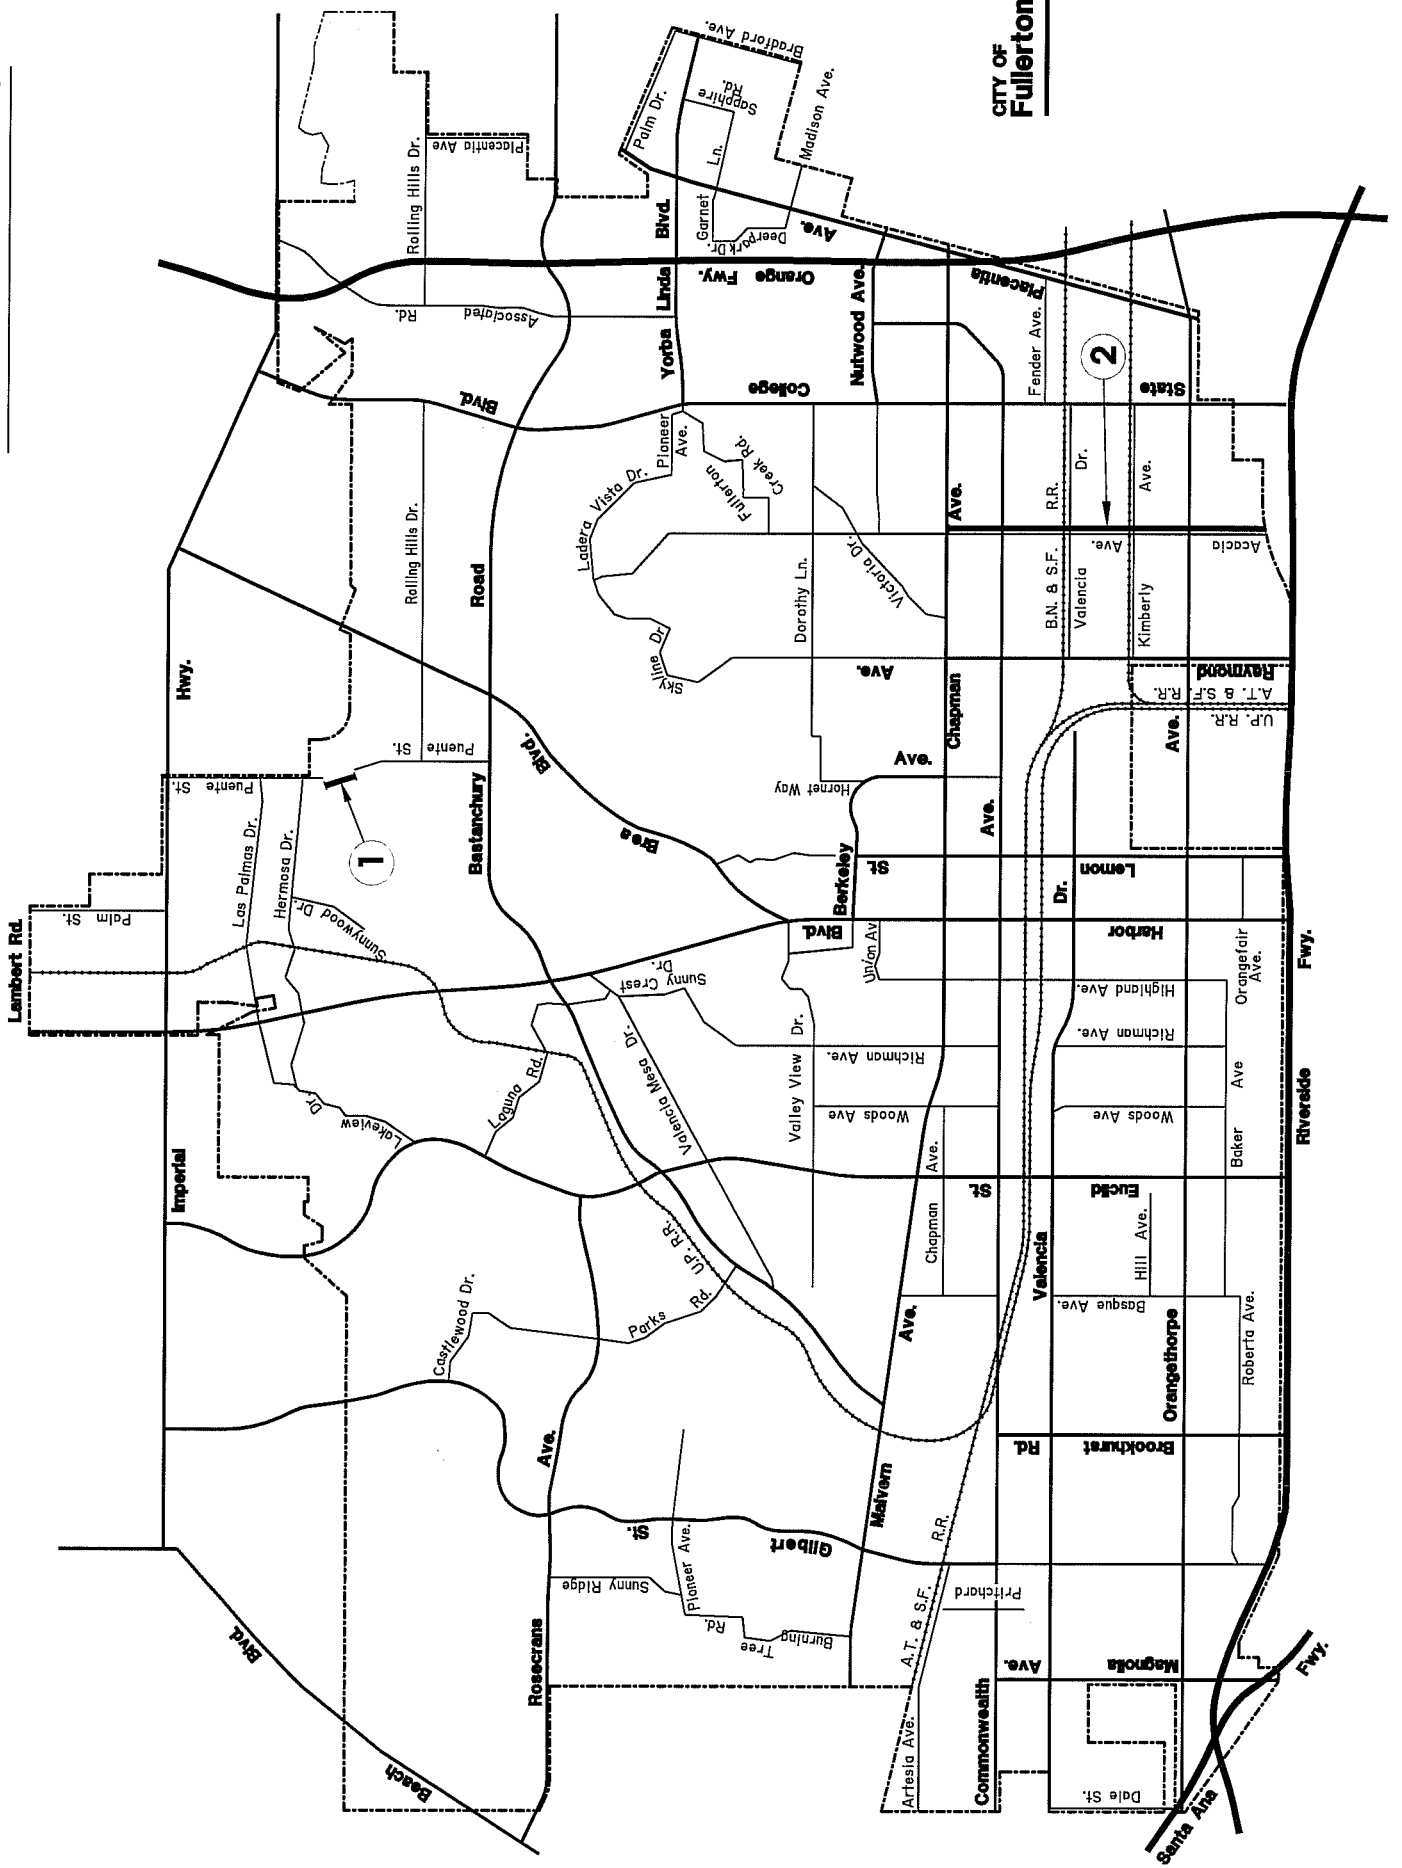 CITY OF
Fullerton
Lambert Rd.
Palm St.
Puente St.
Las Palmas Dr.
Hermosa Dr.
Sunnywood Dr.
Imperial
Hwy.
1
Puente St.
Rolling Hills Dr.
Rolling Hills Dr.
Placentia Ave
Associated Rd.
Bastanchury
Road
Brea
Blvd.
Blvd.
Palm Dr.
Bradford Ave.
Sapphire Rd.
Garnet
Ln.
Deerpark Dr.
Madison Ave.
Yorba
Linda
Blvd.
Orange Fwy.
Placentia
Ave.
Nutwood Ave.
College
State
Fender Ave.
2
Pioneer Ave.
Ladera Vista Dr.
Fullerton
Creek Rd.
Skyline Dr
Dorothy Ln.
Victoria Dr.
Acacia
Ave.
B.N. & S.F.
R.R.
Valencia
Dr.
Kimberly
Ave.
Raymond
Ave.
A.T. & S.F. R.R.
U.P. R.R.
Chapman
Ave.
Hornet Way
Berkeley
Ave.
Lemon
St.
Harbor
Blvd.
Union Av
Highland Ave.
Richman Ave.
Richman Ave.
Woods Ave
Woods Ave
Valley View
Dr.
Sunny Crest
Dr.
Valencia Mesa Dr.
Laguna
Rd.
Lakeview
Dr
Euclid
St.
Chapman
Ave.
Orangefair Ave.
Baker
Ave
Riverside
Fwy.
U.P. R.R.
Castlewood Dr.
Parks
Rd.
Basque Ave.
Hill Ave.
Roberta Ave.
Valencia
Dr.
Orangethorpe
Ave.
Brookhurst
Rd.
Malvern
Ave.
Gilbert
St.
Pioneer Ave.
Sunny Ridge
Burning
Tree
Rd.
Rosecrans
Ave.
Beach
Blvd.
A.T. & S.F.
R.R.
Pritchard
Artesia Ave.
Commonwealth
Ave.
Magnolia
Ave.
Dale St.
Santa Ana
Fwy.